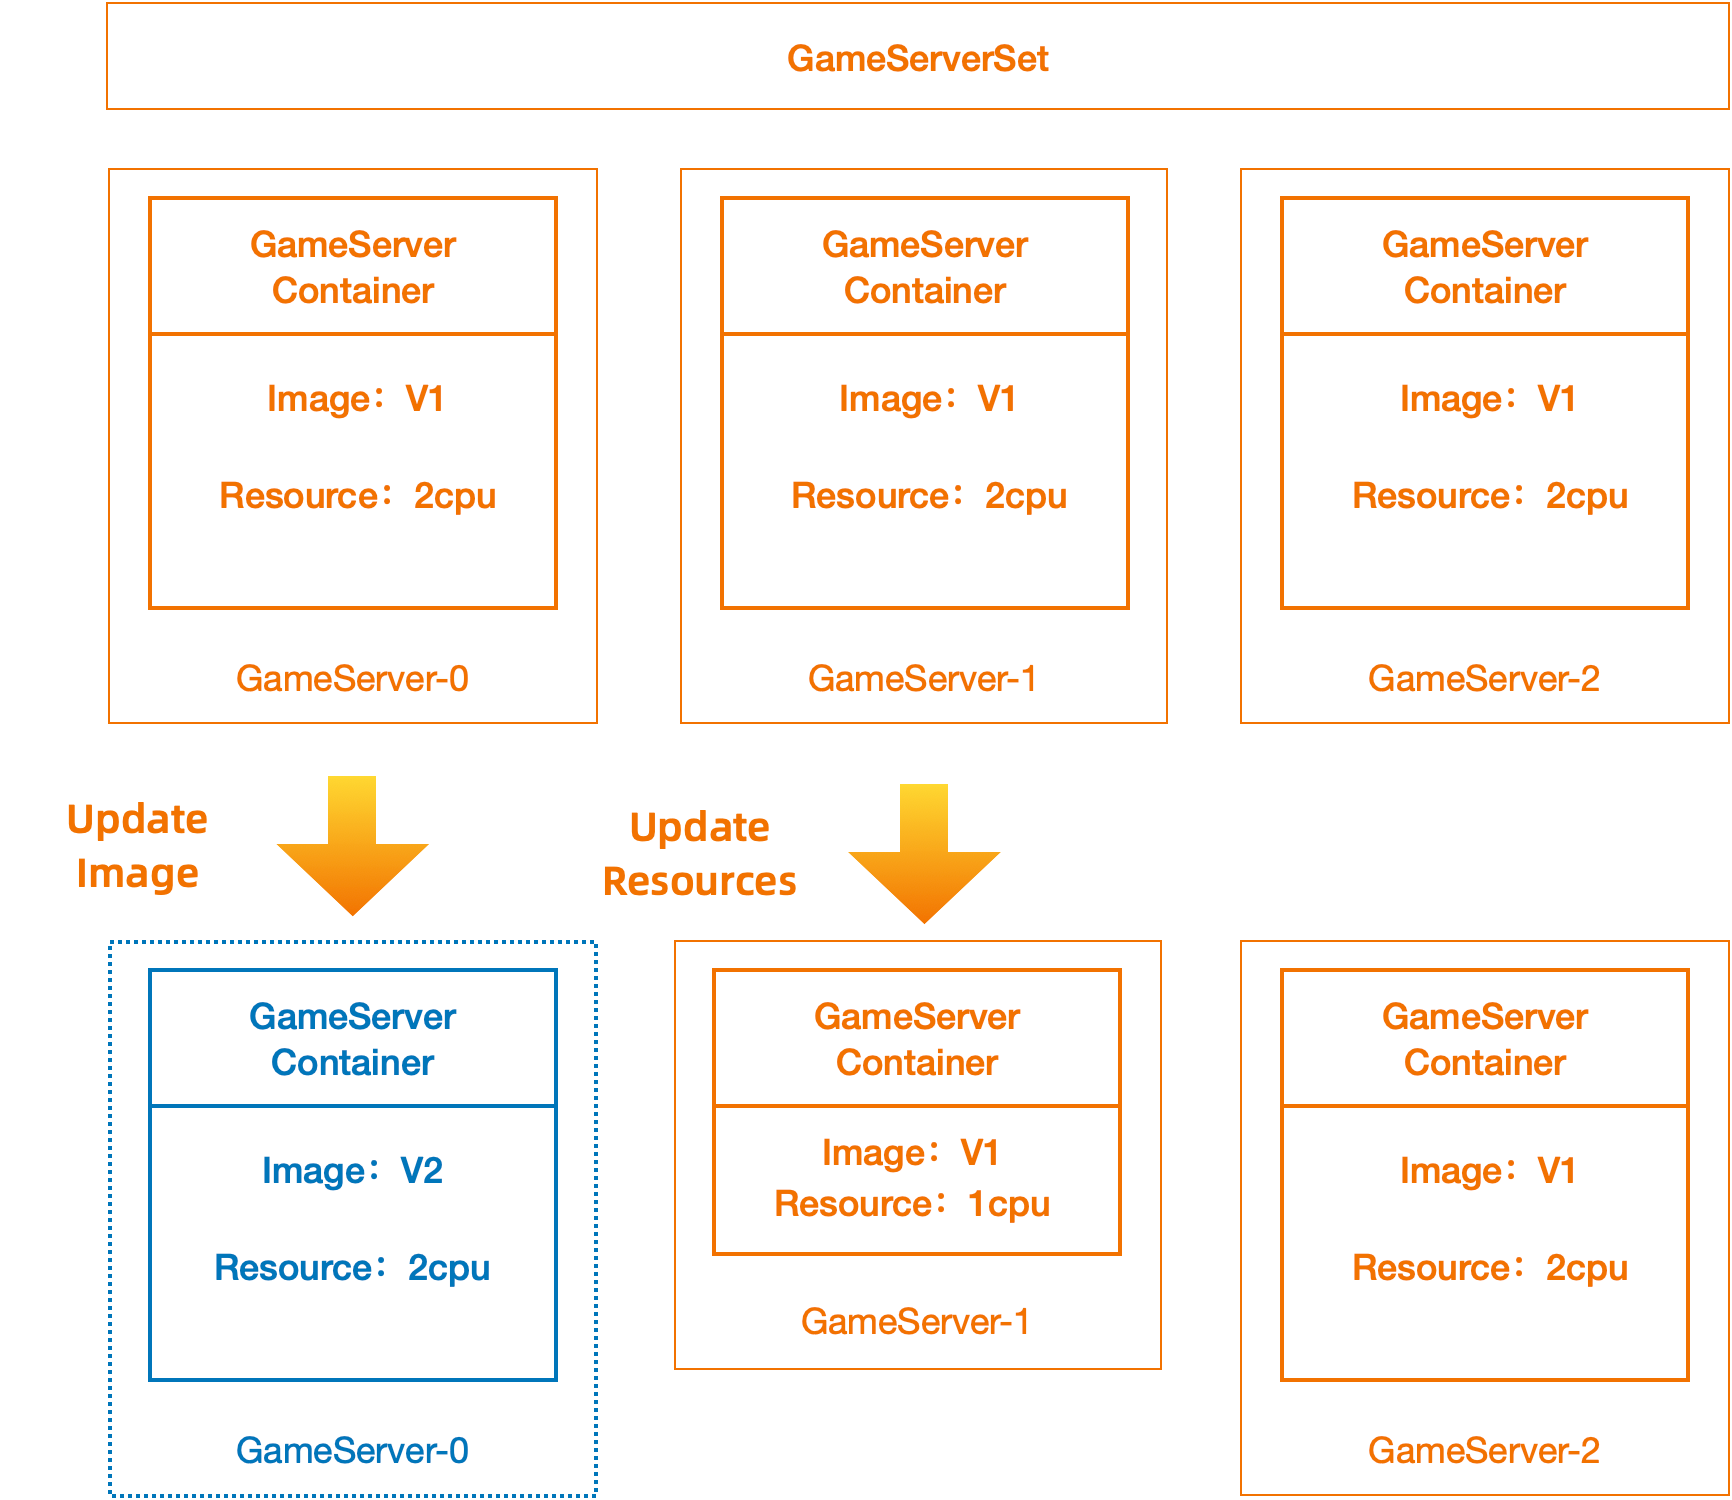 GameServerSet
GameServer
Container
Image：V1
Resource：2cpu
GameServer-0
GameServer
Container
Image：V1
Resource：2cpu
GameServer-1
GameServer
Container
Image：V1
Resource：2cpu
GameServer-2
Update
Image
Update
Resources
GameServer
Container
Image：V2
Resource：2cpu
GameServer-0
GameServer
Container
Image：V1
Resource：1cpu
GameServer-1
GameServer
Container
Image：V1
Resource：2cpu
GameServer-2